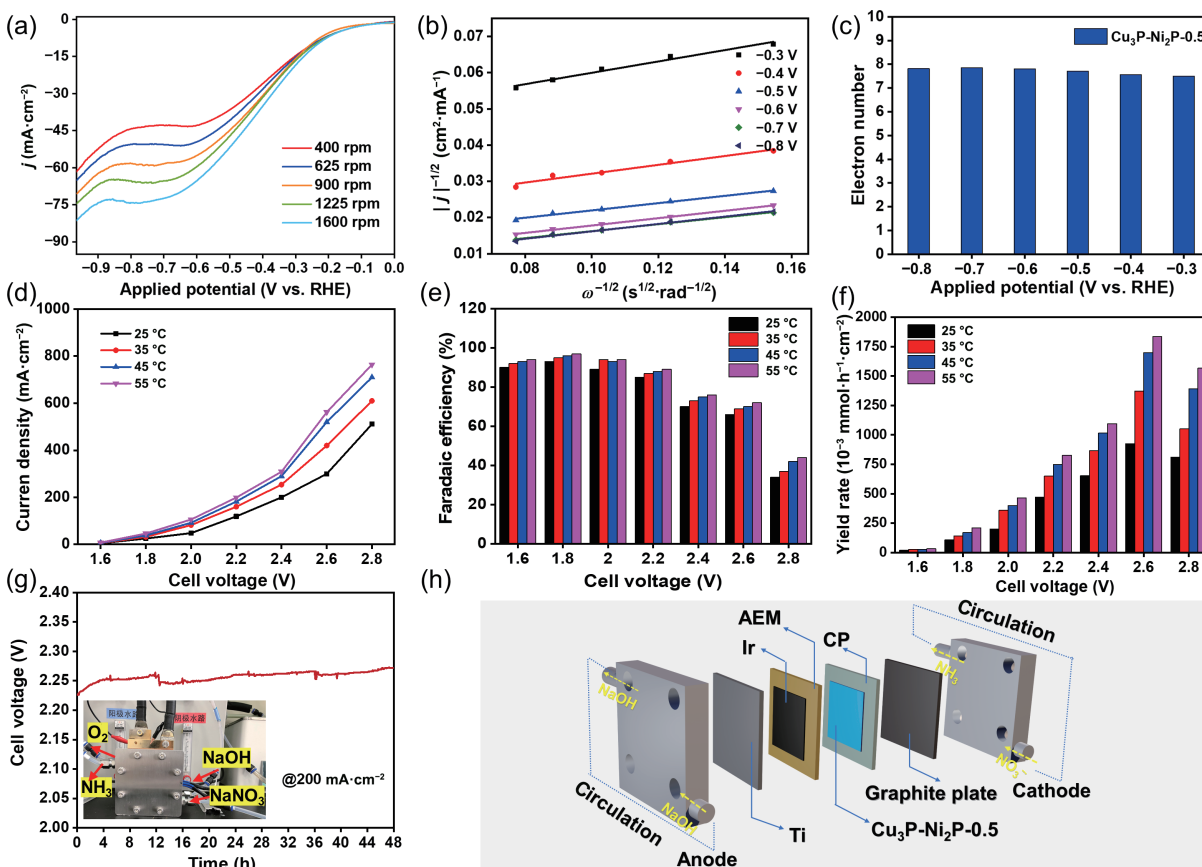 (a)
0
−15
−30
−45
−60
−75
−90
j (mA·cm⁻²)
400 rpm
625 rpm
900 rpm
1225 rpm
1600 rpm
−0.9 −0.8 −0.7 −0.6 −0.5 −0.4 −0.3 −0.2 −0.1 0.0
Applied potential (V vs. RHE)
(b)
0.07
0.06
0.05
0.04
0.03
0.02
0.01
|j|⁻¹ᐟ² (cm²·mA⁻¹)
−0.3 V
−0.4 V
−0.5 V
−0.6 V
−0.7 V
−0.8 V
0.08 0.10 0.12 0.14 0.16
ω⁻¹ᐟ² (s¹ᐟ²·rad⁻¹ᐟ²)
(c)
10
9
8
7
6
5
4
3
2
1
0
Electron number
Cu₃P-Ni₂P-0.5
−0.8 −0.7 −0.6 −0.5 −0.4 −0.3
Applied potential (V vs. RHE)
(d)
1000
800
600
400
200
0
Curren density (mA·cm⁻²)
25 °C
35 °C
45 °C
55 °C
1.6 1.8 2.0 2.2 2.4 2.6 2.8
Cell voltage (V)
(e)
120
100
80
60
40
20
0
Faradaic efficiency (%)
25 °C
35 °C
45 °C
55 °C
1.6 1.8 2 2.2 2.4 2.6 2.8
Cell voltage (V)
(f)
2000
1750
1500
1250
1000
750
500
250
0
Yield rate (10⁻³ mmol·h⁻¹·cm⁻²)
25 °C
35 °C
45 °C
55 °C
1.6 1.8 2.0 2.2 2.4 2.6 2.8
Cell voltage (V)
(g)
2.40
2.35
2.30
2.25
2.20
2.15
2.10
2.05
2.00
Cell voltage (V)
O₂
NH₃
NaOH
NaNO₃
@200 mA·cm⁻²
0 4 8 12 16 20 24 28 32 36 40 44 48
Time (h)
(h)
AEM
Ir
CP
Circulation
NH₃
NaOH
NO₃⁻
Cathode
Graphite plate
Cu₃P-Ni₂P-0.5
Ti
NaOH
Circulation
Anode